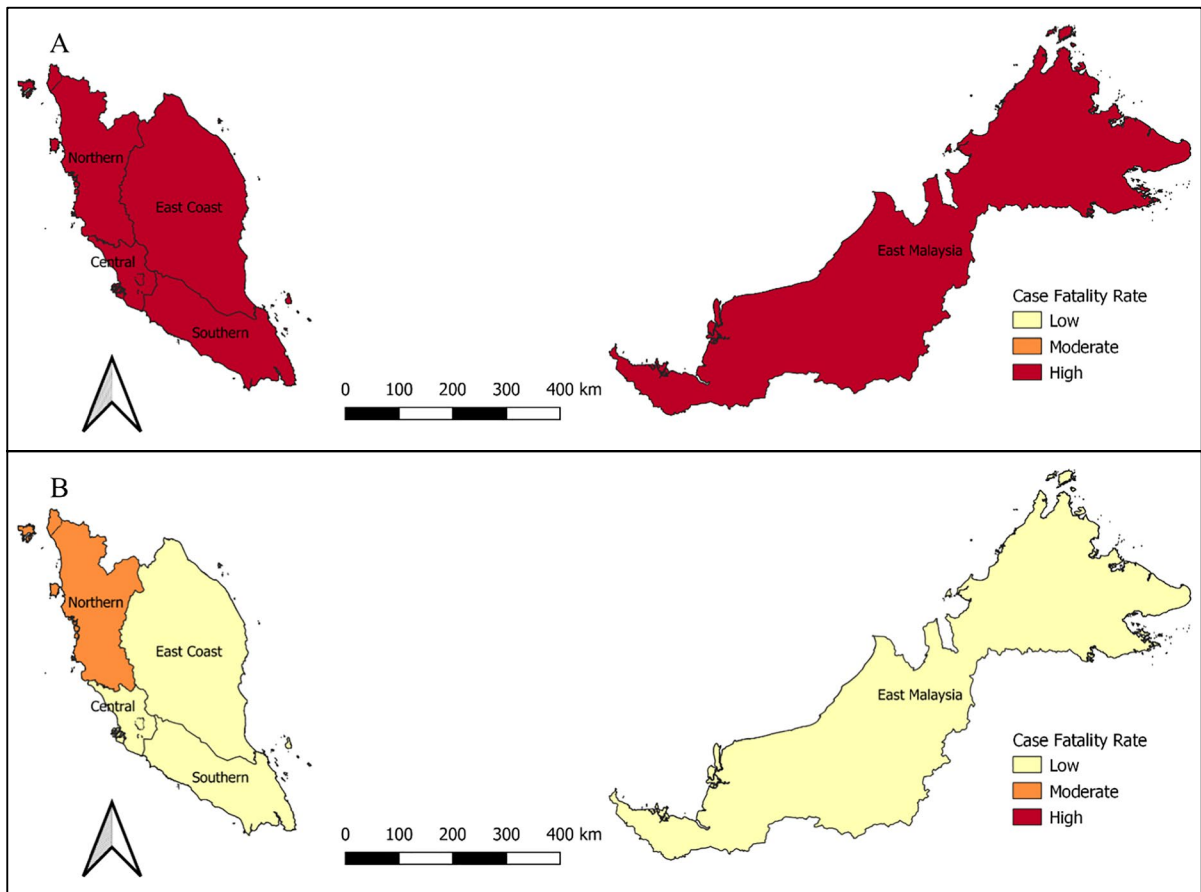 A
Northern
East Coast
East Malaysia
Central
Southern
Case Fatality Rate
Low
Moderate
High
0 100 200 300 400 km
B
Northern
East Coast
East Malaysia
Central
Southern
Case Fatality Rate
Low
Moderate
High
0 100 200 300 400 km